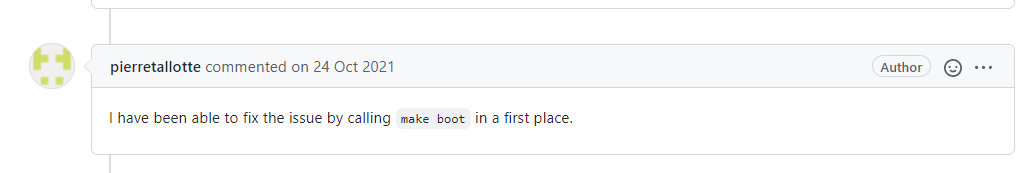 pierretallotte commented on 24 Oct 2021 Author
I have been able to fix the issue by calling make boot in a first place.